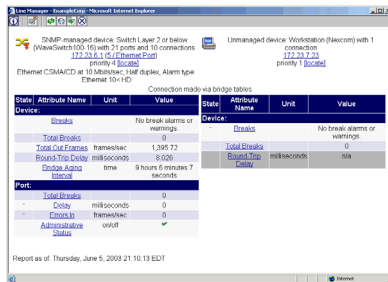 Line Manager - ExampleCorp - Microsoft Internet Explorer
SNMP-managed device: Switch Layer 2 or below
(WaveSwitch100-16) with 21 ports and 10 connections
172.23.6.1 (5 / Ethernet Port)
priority 4 [locate]
Ethernet CSMA/CD at 10 Mbits/sec, Half duplex, Alarm type:
Ethernet 10< HD
Unmanaged device: Workstation (Nexcom) with 1
connection
priority 1 [locate]
Connection made via bridge tables
State Attribute Name Unit Value
Device:
Breaks No break alarms or warnings.
Total Breaks 0
Total Out Frames frames/sec 1,395.72
Round-Trip Delay milliseconds 8.026
Bridge Aging Interval time 9 hours 6 minutes 7 seconds
Port:
Total Breaks 0
Delay milliseconds 0
Errors In frames/sec 0
Administrative Status on/off
State Attribute Name Unit Value
Device:
Breaks No break alarms or warnings.
Total Breaks 0
Round-Trip Delay milliseconds n/a
Report as of: Thursday, June 5, 2003 21:10:13 EDT
Internet